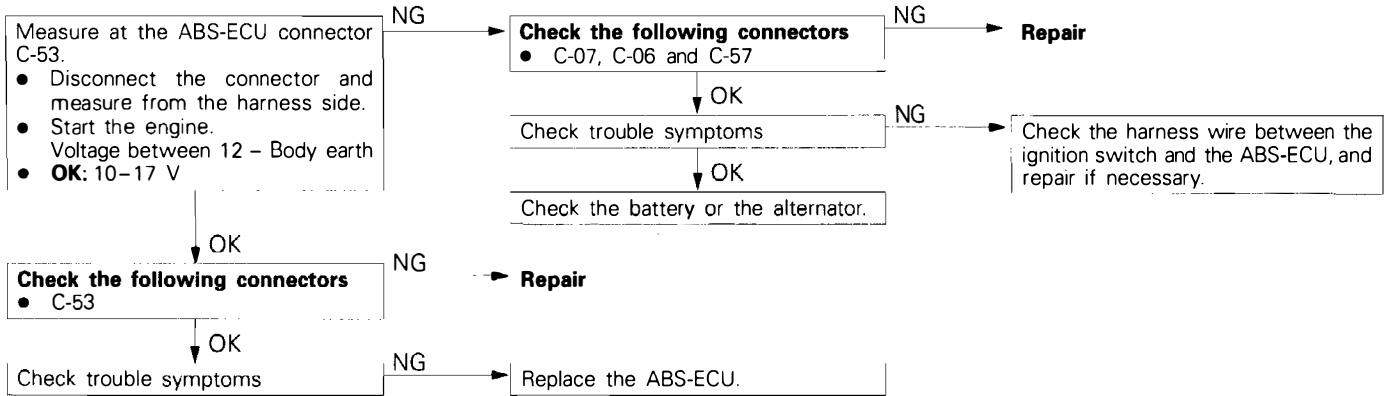 Measure at the ABS-ECU connector
C-53.
● Disconnect the connector and
measure from the harness side.
● Start the engine.
Voltage between 12 – Body earth
● OK: 10–17 V
NG
Check the following connectors
● C-07, C-06 and C-57
NG
Repair
OK
Check trouble symptoms
NG
Check the harness wire between the
ignition switch and the ABS-ECU, and
repair if necessary.
OK
Check the battery or the alternator.
OK
Check the following connectors
● C-53
NG
Repair
OK
Check trouble symptoms
NG
Replace the ABS-ECU.